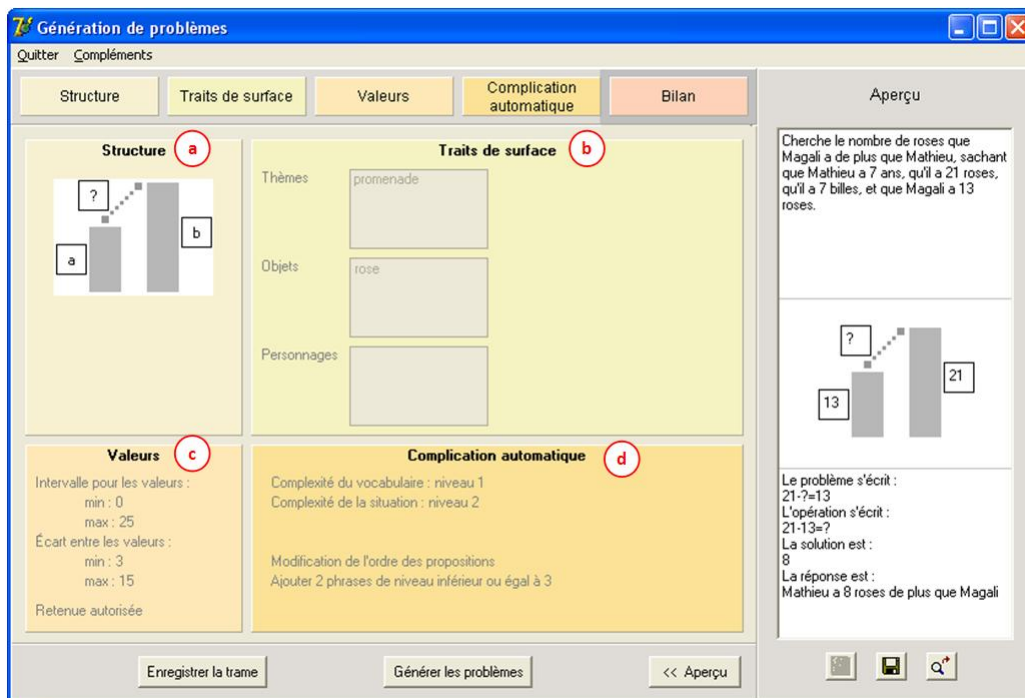 Génération de problèmes
Quitter Compléments
Structure
Traits de surface
Valeurs
Complication
automatique
Bilan
Structure
a
?
a
b
Traits de surface
b
Thèmes
promenade
Objets
rose
Personnages
Valeurs
c
Intervalle pour les valeurs :
min : 0
max : 25
Écart entre les valeurs :
min : 3
max : 15
Retenue autorisée
Complication automatique
d
Complexité du vocabulaire : niveau 1
Complexité de la situation : niveau 2
Modification de l'ordre des propositions
Ajouter 2 phrases de niveau inférieur ou égal à 3
Enregistrer la trame
Générer les problèmes
<< Aperçu
Aperçu
Cherche le nombre de roses que
Magali a de plus que Mathieu, sachant
que Mathieu a 7 ans, qu'il a 21 roses,
qu'il a 7 billes, et que Magali a 13
roses.
?
13
21
Le problème s'écrit :
21-?=13
L'opération s'écrit :
21-13=?
La solution est :
8
La réponse est :
Mathieu a 8 roses de plus que Magali